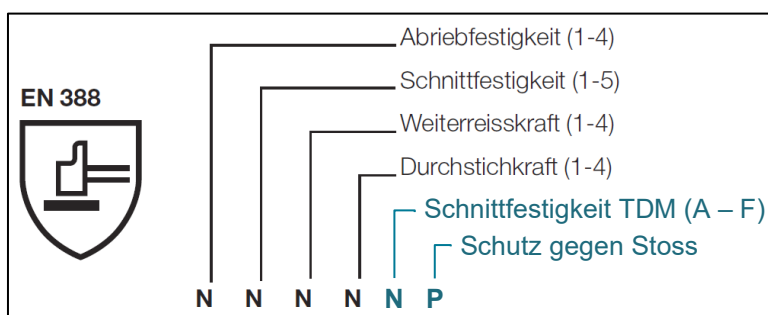 Abriebfestigkeit (1-4)
Schnittfestigkeit (1-5)
EN 388
Weiterreisskraft (1-4)
Durchstichkraft (1-4)
Schnittfestigkeit TDM (A – F)
Schutz gegen Stoss
N N N N N P